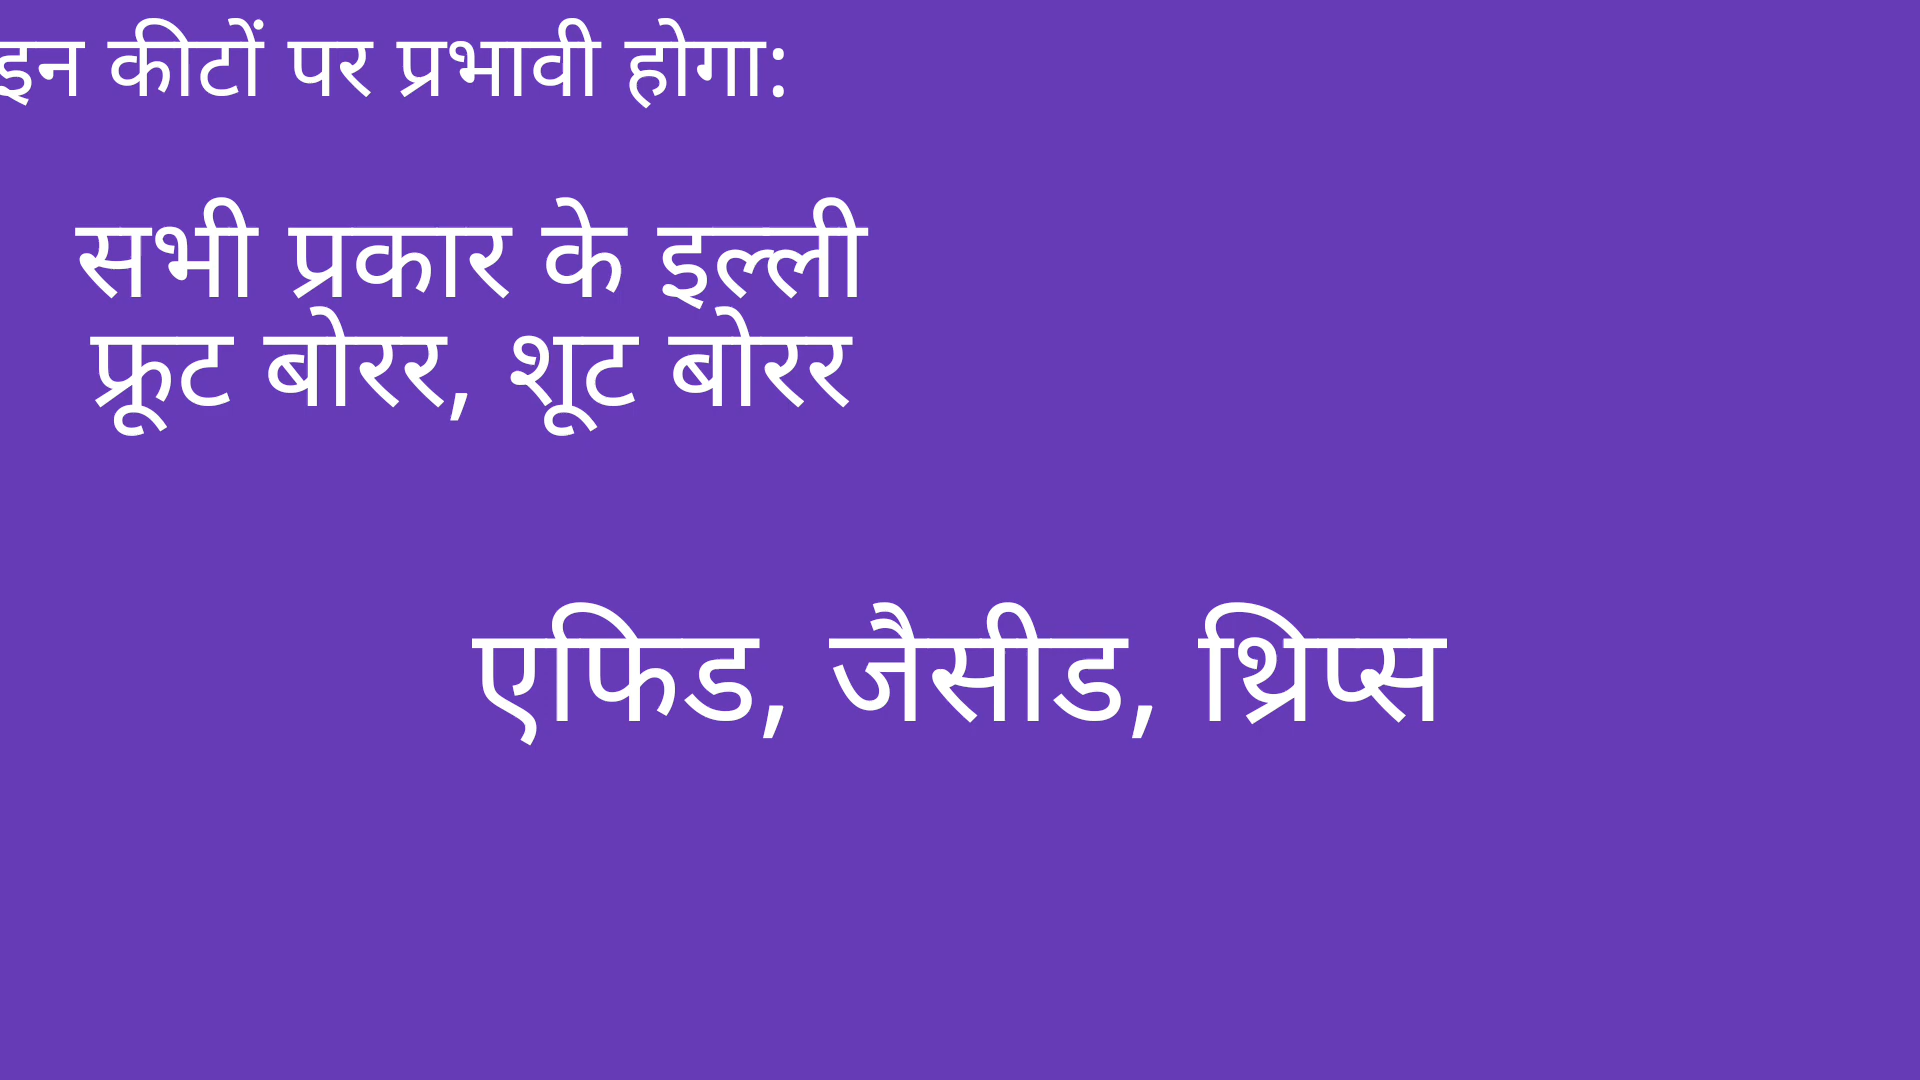 इन कीटों पर प्रभावी होगा:
सभी प्रकार के इल्ली
फ्रूट बोरर, शूट बोरर
एफिड, जैसीड, थ्रिप्स